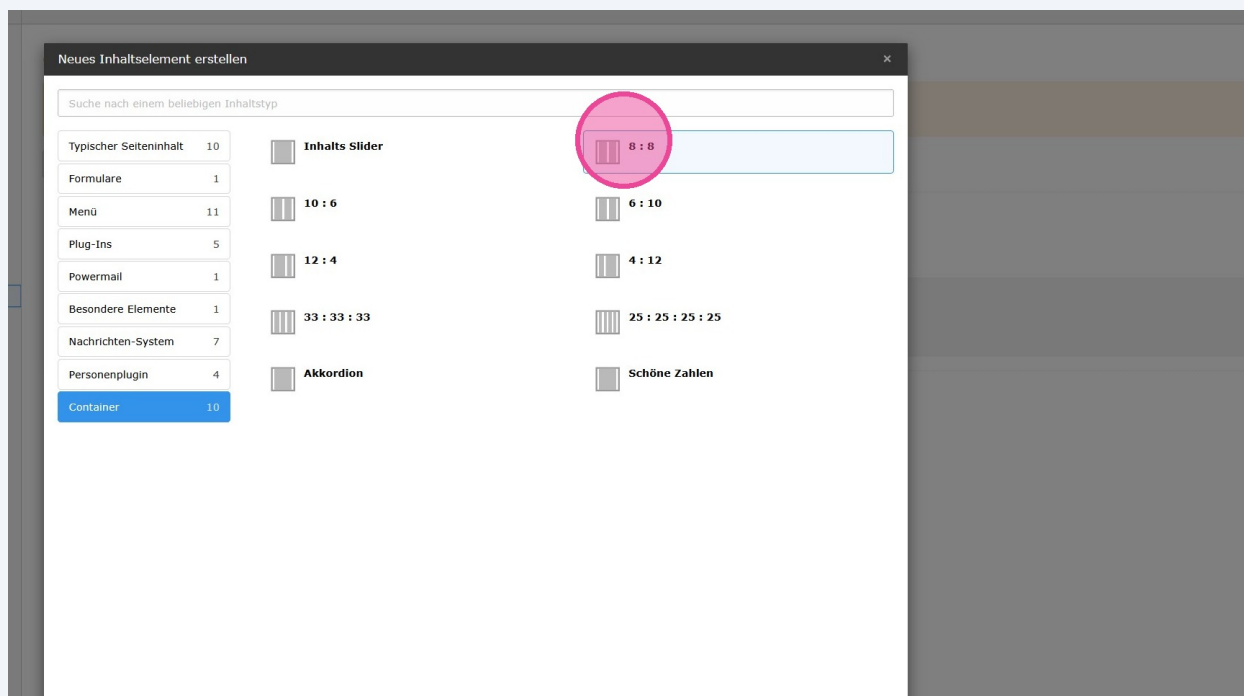 Neues Inhaltselement erstellen ×
Suche nach einem beliebigen Inhaltstyp
Typischer Seiteninhalt 10
Formulare 1
Menü 11
Plug-Ins 5
Powermail 1
Besondere Elemente 1
Nachrichten-System 7
Personenplugin 4
Container 10
Inhalts Slider
8 : 8
10 : 6
6 : 10
12 : 4
4 : 12
33 : 33 : 33
25 : 25 : 25 : 25
Akkordion
Schöne Zahlen